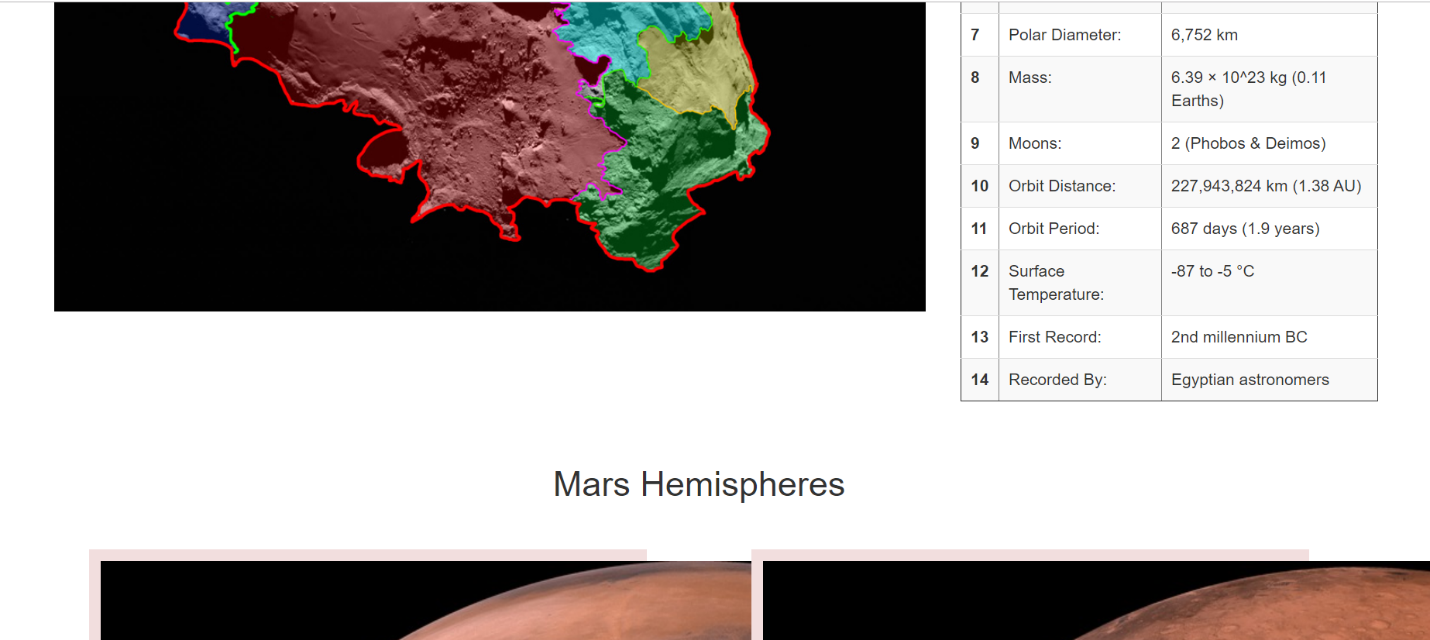 7 Polar Diameter: 6,752 km
8 Mass: 6.39 × 10^23 kg (0.11
Earths)
9 Moons: 2 (Phobos & Deimos)
10 Orbit Distance: 227,943,824 km (1.38 AU)
11 Orbit Period: 687 days (1.9 years)
12 Surface -87 to -5 °C
Temperature:
13 First Record: 2nd millennium BC
14 Recorded By: Egyptian astronomers
Mars Hemispheres